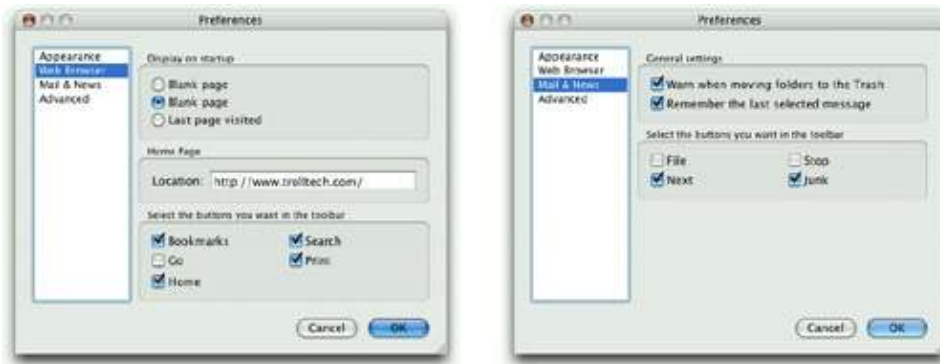 Preferences
Appearance
Web Browser
Mail & News
Advanced
Display on startup
Blank page
Blank page
Last page visited
Home Page
Location: http://www.trolltech.com/
Select the buttons you want in the toolbar
Bookmarks
Search
Go
Print
Home
Cancel
OK
Preferences
Appearance
Web Browser
Mail & News
Advanced
General settings
Warn when moving folders to the Trash
Remember the last selected message
Select the buttons you want in the toolbar
File
Stop
Next
Junk
Cancel
OK